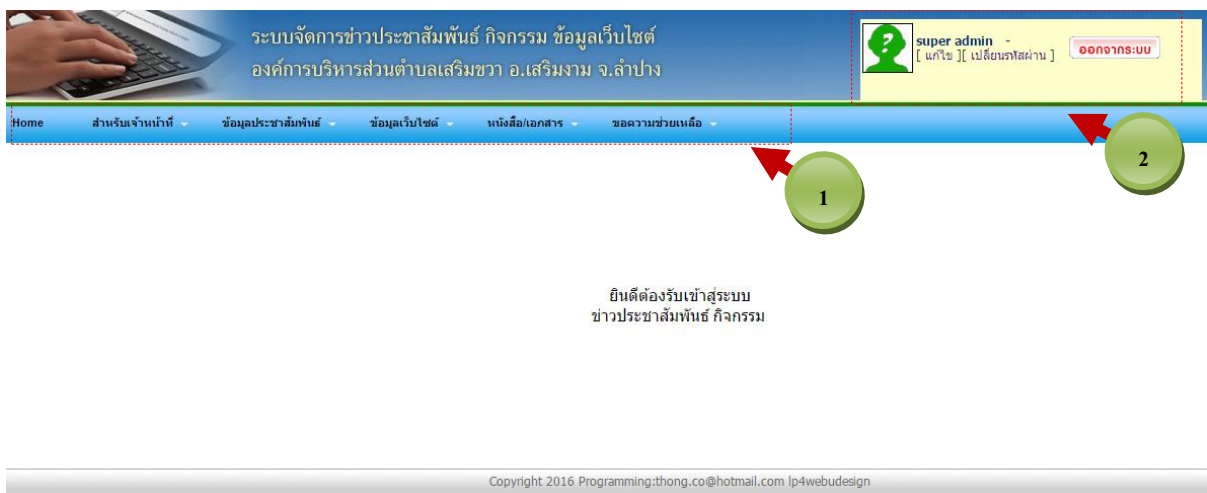 ระบบจัดการข่าวประชาสัมพันธ์ กิจกรรม ข้อมูลเว็บไซต์
องค์การบริหารส่วนตำบลเสริมขวา อ.เสริมงาม จ.ลำปาง
super admin -
[ แก้ไข ][ เปลี่ยนรหัสผ่าน ]
ออกจากระบบ
Home สำหรับเจ้าหน้าที่ ข้อมูลประชาสัมพันธ์ ข้อมูลเว็บไซต์ หนังสือ/เอกสาร ขอความช่วยเหลือ
2
1
ยินดีต้องรับเข้าสู่ระบบ
ข่าวประชาสัมพันธ์ กิจกรรม
Copyright 2016 Programming:thong.co@hotmail.com lp4webudesign